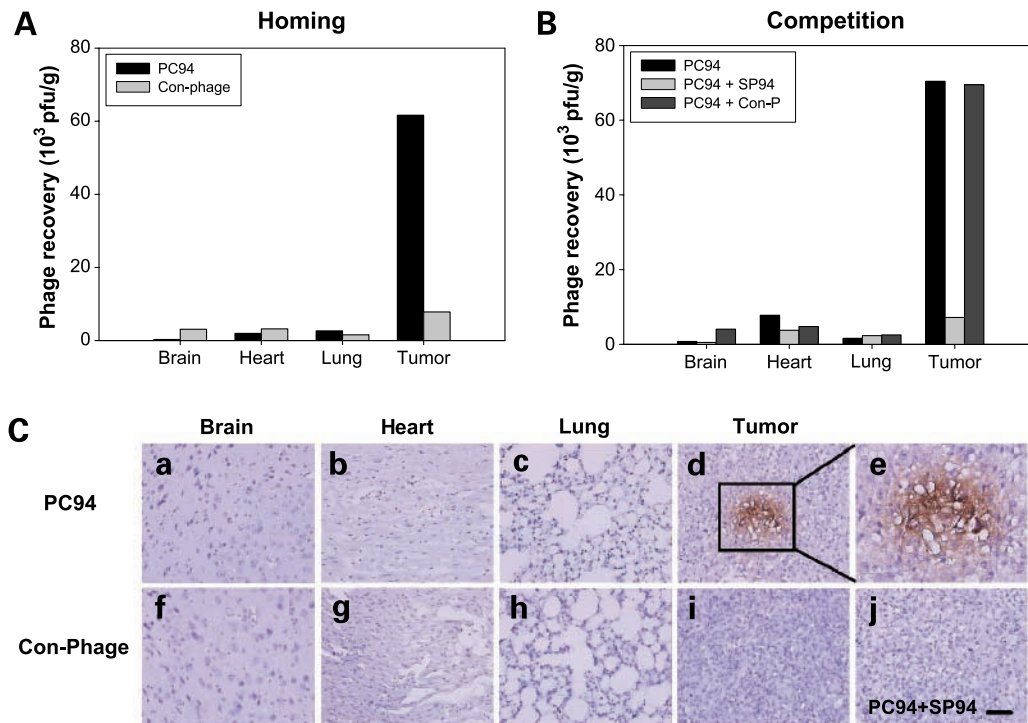 A
Homing
80
60
40
20
0
Phage recovery (10³ pfu/g)
PC94
Con-phage
Brain Heart Lung Tumor
B
Competition
80
60
40
20
0
Phage recovery (10³ pfu/g)
PC94
PC94 + SP94
PC94 + Con-P
Brain Heart Lung Tumor
C
Brain Heart Lung Tumor
PC94
a b c d e
Con-Phage
f g h i j
PC94+SP94